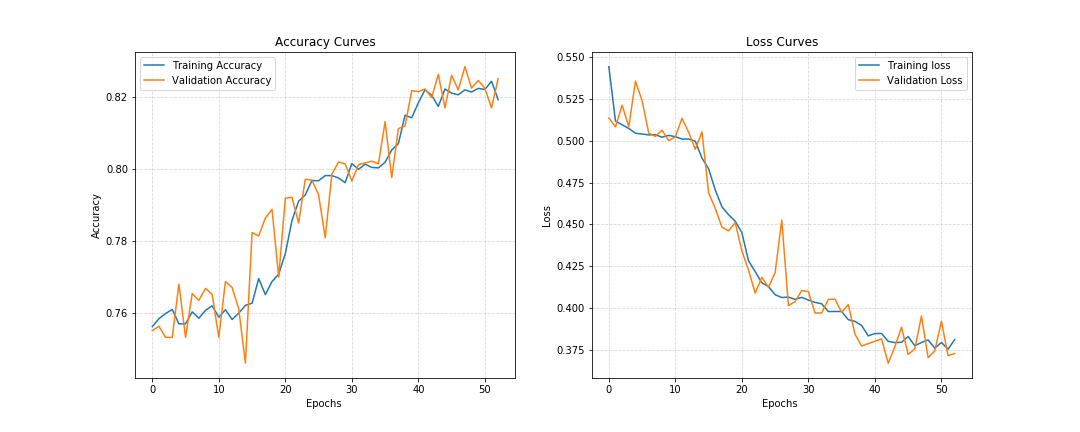 Accuracy Curves
Training Accuracy
Validation Accuracy
0.82
0.80
0.78
0.76
Accuracy
0 10 20 30 40 50
Epochs
Loss Curves
Training loss
Validation Loss
0.550
0.525
0.500
0.475
0.450
0.425
0.400
0.375
Loss
0 10 20 30 40 50
Epochs